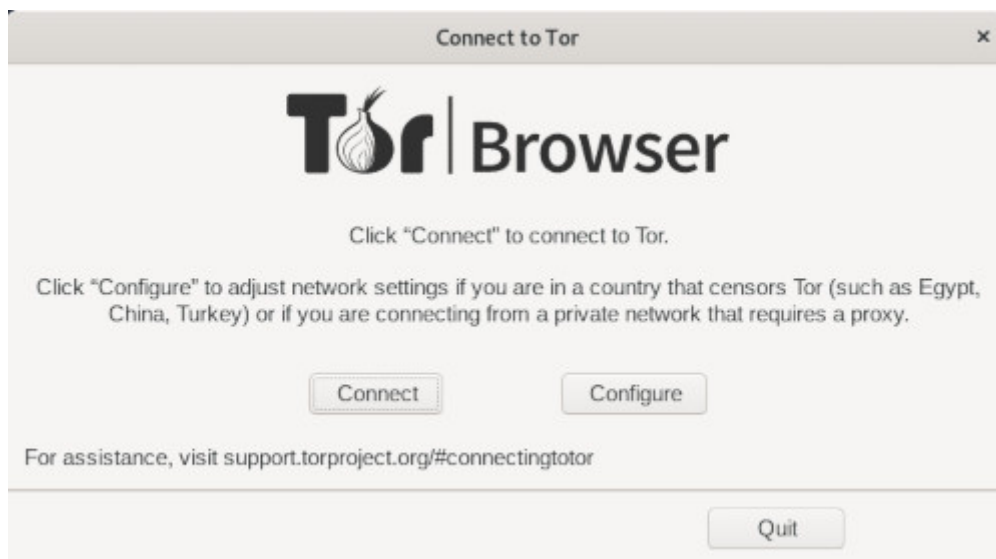 Connect to Tor
Tor Browser
Click “Connect" to connect to Tor.
Click “Configure" to adjust network settings if you are in a country that censors Tor (such as Egypt,
China, Turkey) or if you are connecting from a private network that requires a proxy.
Connect Configure
For assistance, visit support.torproject.org/#connectingtotor
Quit